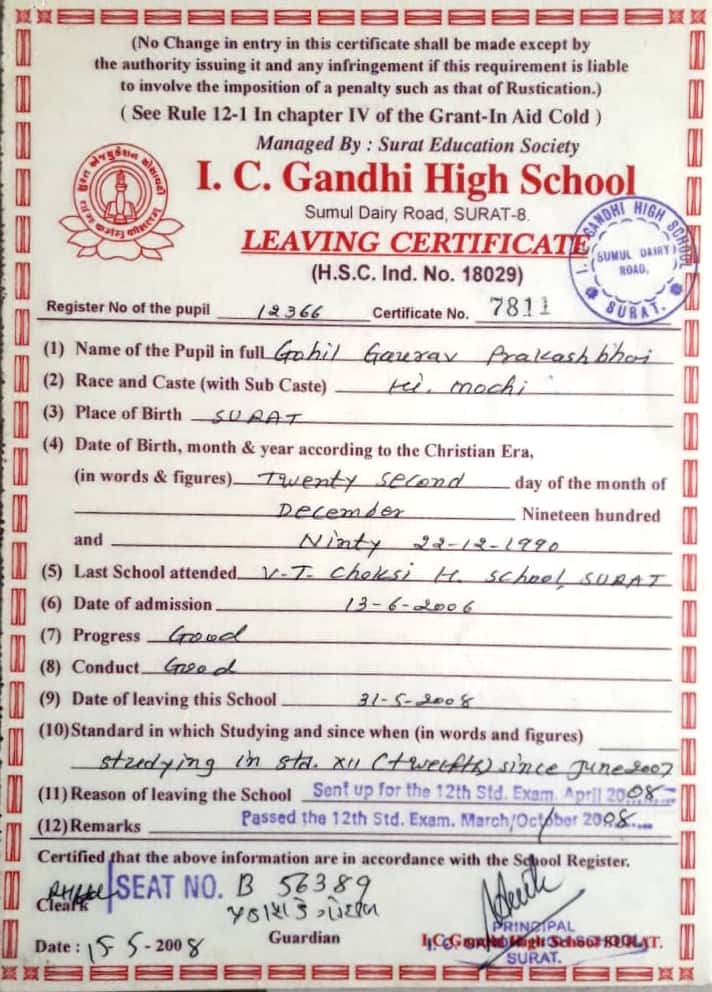 (No Change in entry in this certificate shall be made except by
the authority issuing it and any infringement if this requirement is liable
to involve the imposition of a penalty such as that of Rustication.)
( See Rule 12-1 In chapter IV of the Grant-In Aid Cold )
Managed By : Surat Education Society
I. C. Gandhi High School
Sumul Dairy Road, SURAT-8.
LEAVING CERTIFICATE
(H.S.C. Ind. No. 18029)
I. C. GANDHI HIGH SCHOOL
SUMUL DAIRY
ROAD,
SURAT.
Register No of the pupil 12366 Certificate No. 7811
(1) Name of the Pupil in full Gohil Gaurav Prakashbhai
(2) Race and Caste (with Sub Caste) Hi. mochi
(3) Place of Birth SURAT
(4) Date of Birth, month & year according to the Christian Era,
(in words & figures) Twenty second day of the month of
December Nineteen hundred
and Ninty 22-12-1990
(5) Last School attended V.T. Choksi H. School, SURAT
(6) Date of admission 13-6-2006
(7) Progress Good
(8) Conduct Good
(9) Date of leaving this School 31-5-2008
(10) Standard in which Studying and since when (in words and figures)
studying in std. XII (twelfth) since June 2007
(11) Reason of leaving the School Sent up for the 12th Std. Exam. April 2008
(12) Remarks Passed the 12th Std. Exam. March/October 2008
Certified that the above information are in accordance with the School Register.
SEAT NO. B 56389
Cleark
Date : 15-5-2008 Guardian
PRINCIPAL
I.C.Gandhi High School SURAT.
SURAT.